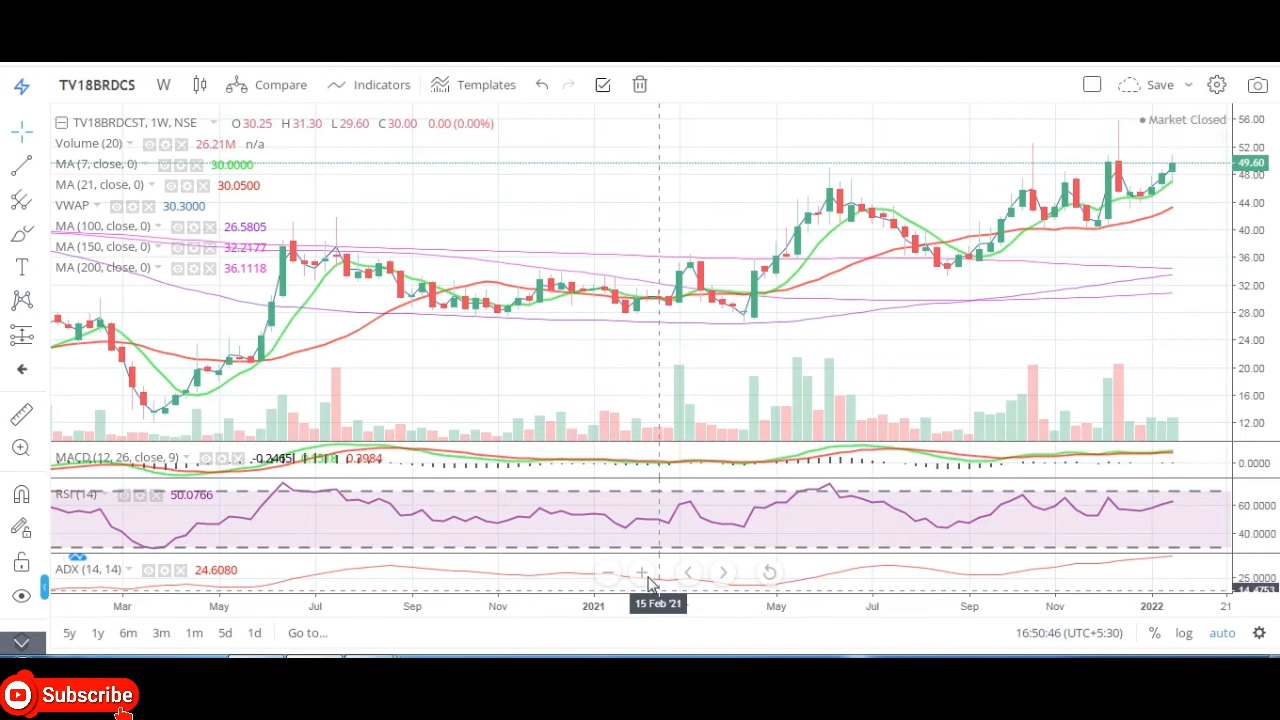 TV18BRDCS W Compare Indicators Templates Save
TV18BRDCST, 1W, NSE O 30.25 H 31.30 L 29.60 C 30.00 0.00 (0.00%)
Market Closed
Volume (20) 26.21M n/a
MA (7, close, 0) 30.0000
MA (21, close, 0) 30.0500
VWAP 30.3000
MA (100, close, 0) 26.5805
MA (150, close, 0) 32.2177
MA (200, close, 0) 36.1118
56.00
52.00
49.60
48.00
44.00
40.00
36.00
32.00
28.00
24.00
20.00
16.00
12.00
MACD (12, 26, close, 9) 0.3984
0.0000
RSI (14) 50.0766
60.0000
40.0000
ADX (14, 14) 24.6080
25.0000
14.4753
Mar May Jul Sep Nov 2021 15 Feb '21 May Jul Sep Nov 2022 21
5y 1y 6m 3m 1m 5d 1d Go to... 16:50:46 (UTC+5:30) % log auto
Subscribe